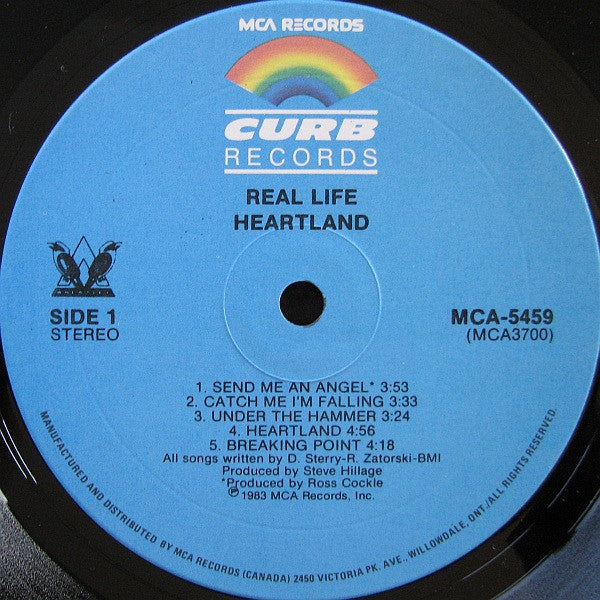 MCA RECORDS
CURB
RECORDS
REAL LIFE
HEARTLAND
SIDE 1
STEREO
MCA-5459
(MCA3700)
1. SEND ME AN ANGEL* 3:53
2. CATCH ME I'M FALLING 3:33
3. UNDER THE HAMMER 3:24
4. HEARTLAND 4:56
5. BREAKING POINT 4:18
All songs written by D. Sterry-R. Zatorski-BMI
Produced by Steve Hillage
*Produced by Ross Cockle
℗1983 MCA Records, Inc.
MANUFACTURED AND DISTRIBUTED BY MCA RECORDS (CANADA) 2450 VICTORIA PK. AVE., WILLOWDALE, ONT./ALL RIGHTS RESERVED.